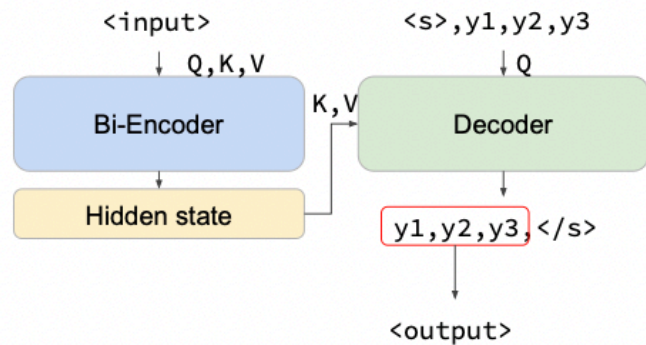 <input>
Q,K,V
Bi-Encoder
Hidden state
K,V
<s>,y1,y2,y3
Q
Decoder
y1,y2,y3,</s>
<output>